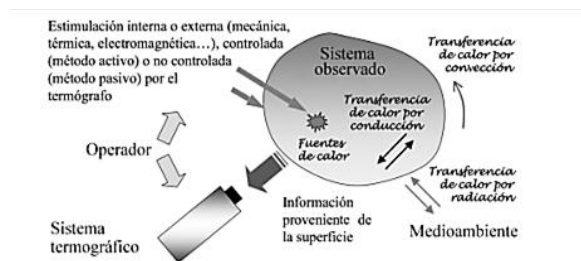 Estimulación interna o externa (mecánica,
térmica, electromagnética…), controlada
(método activo) o no controlada
(método pasivo) por el
termógrafo
Sistema
observado
Transferencia
de calor por
convección
Transferencia
de calor por
conducción
Fuentes
de calor
Operador
Transferencia
de calor por
radiación
Información
proveniente de
la superficie
Sistema
termográfico
Medioambiente